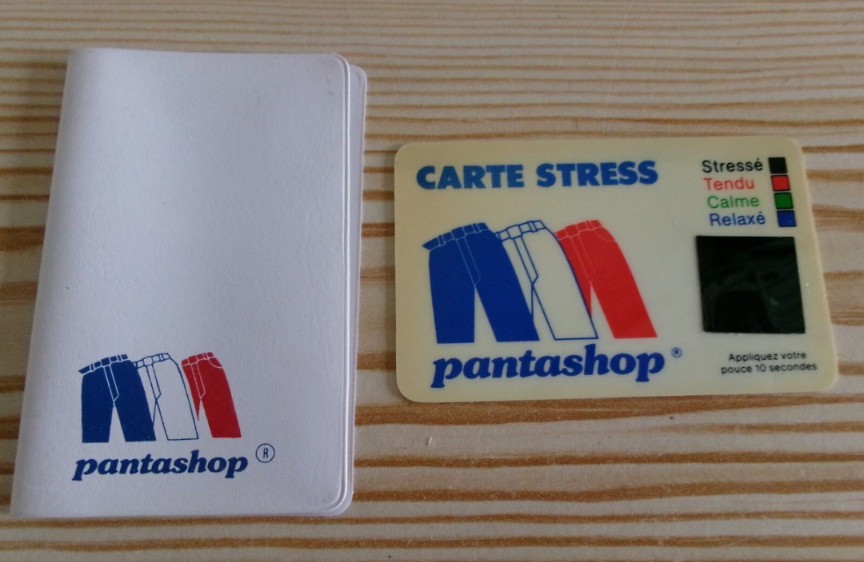 pantashop ®
CARTE STRESS
Stressé
Tendu
Calme
Relaxé
pantashop ®
Appliquez votre
pouce 10 secondes